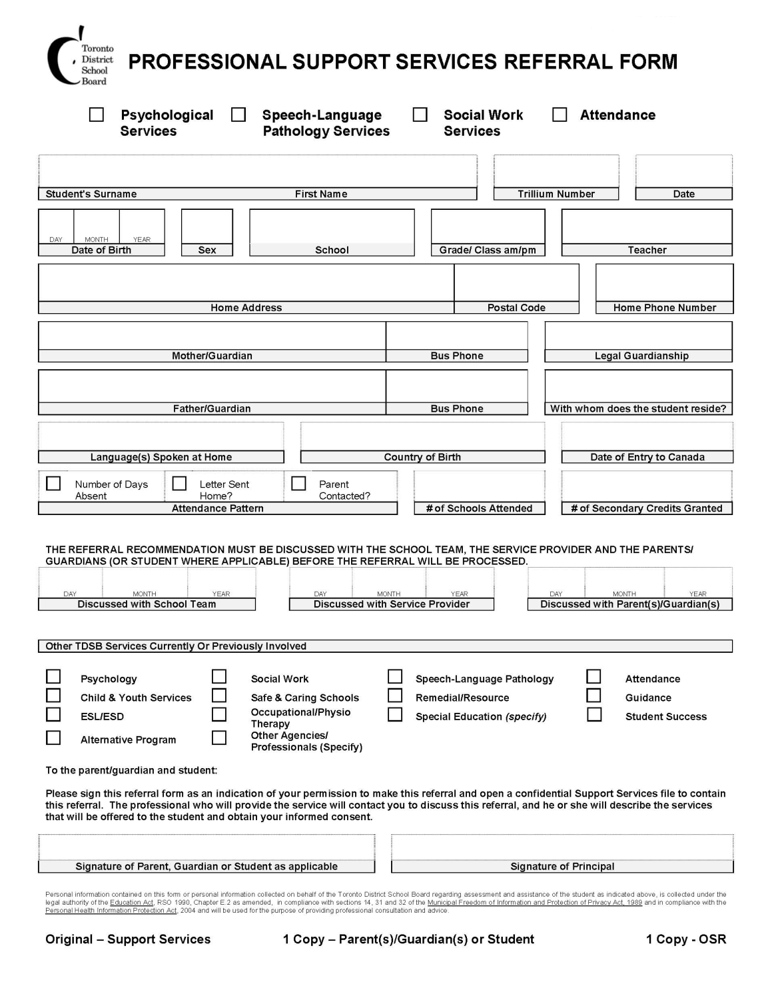 Toronto
District
School
Board
PROFESSIONAL SUPPORT SERVICES REFERRAL FORM
Psychological Services
Speech-Language Pathology Services
Social Work Services
Attendance
Student's Surname First Name Trillium Number Date
DAY MONTH YEAR
Date of Birth Sex School Grade/ Class am/pm Teacher
Home Address Postal Code Home Phone Number
Mother/Guardian Bus Phone Legal Guardianship
Father/Guardian Bus Phone With whom does the student reside?
Language(s) Spoken at Home Country of Birth Date of Entry to Canada
Number of Days Absent
Letter Sent Home?
Parent Contacted?
Attendance Pattern # of Schools Attended # of Secondary Credits Granted
THE REFERRAL RECOMMENDATION MUST BE DISCUSSED WITH THE SCHOOL TEAM, THE SERVICE PROVIDER AND THE PARENTS/
GUARDIANS (OR STUDENT WHERE APPLICABLE) BEFORE THE REFERRAL WILL BE PROCESSED.
DAY MONTH YEAR DAY MONTH YEAR DAY MONTH YEAR
Discussed with School Team Discussed with Service Provider Discussed with Parent(s)/Guardian(s)
Other TDSB Services Currently Or Previously Involved
Psychology Social Work Speech-Language Pathology Attendance
Child & Youth Services Safe & Caring Schools Remedial/Resource Guidance
ESL/ESD Occupational/Physio Therapy Special Education (specify) Student Success
Alternative Program Other Agencies/ Professionals (Specify)
To the parent/guardian and student:
Please sign this referral form as an indication of your permission to make this referral and open a confidential Support Services file to contain
this referral. The professional who will provide the service will contact you to discuss this referral, and he or she will describe the services
that will be offered to the student and obtain your informed consent.
Signature of Parent, Guardian or Student as applicable Signature of Principal
Personal information contained on this form or personal information collected on behalf of the Toronto District School Board regarding assessment and assistance of the student as indicated above, is collected under the
legal authority of the Education Act, RSO 1990, Chapter E.2 as amended, in compliance with sections 14, 31 and 32 of the Municipal Freedom of Information and Protection of Privacy Act, 1989 and in compliance with the
Personal Health Information Protection Act, 2004 and will be used for the purpose of providing professional consultation and advice.
Original – Support Services 1 Copy – Parent(s)/Guardian(s) or Student 1 Copy - OSR